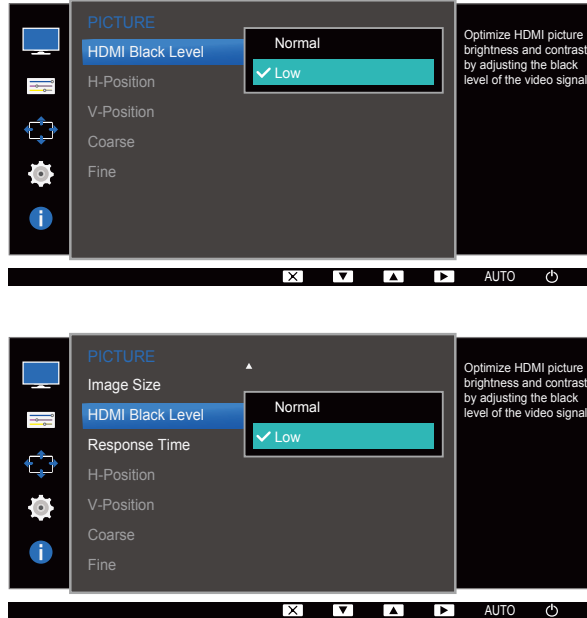 PICTURE
HDMI Black Level
H-Position
V-Position
Coarse
Fine
Normal
Low
Optimize HDMI picture
brightness and contrast
by adjusting the black
level of the video signal
AUTO
PICTURE
Image Size
HDMI Black Level
Response Time
H-Position
V-Position
Coarse
Fine
Normal
Low
Optimize HDMI picture
brightness and contrast
by adjusting the black
level of the video signal
AUTO